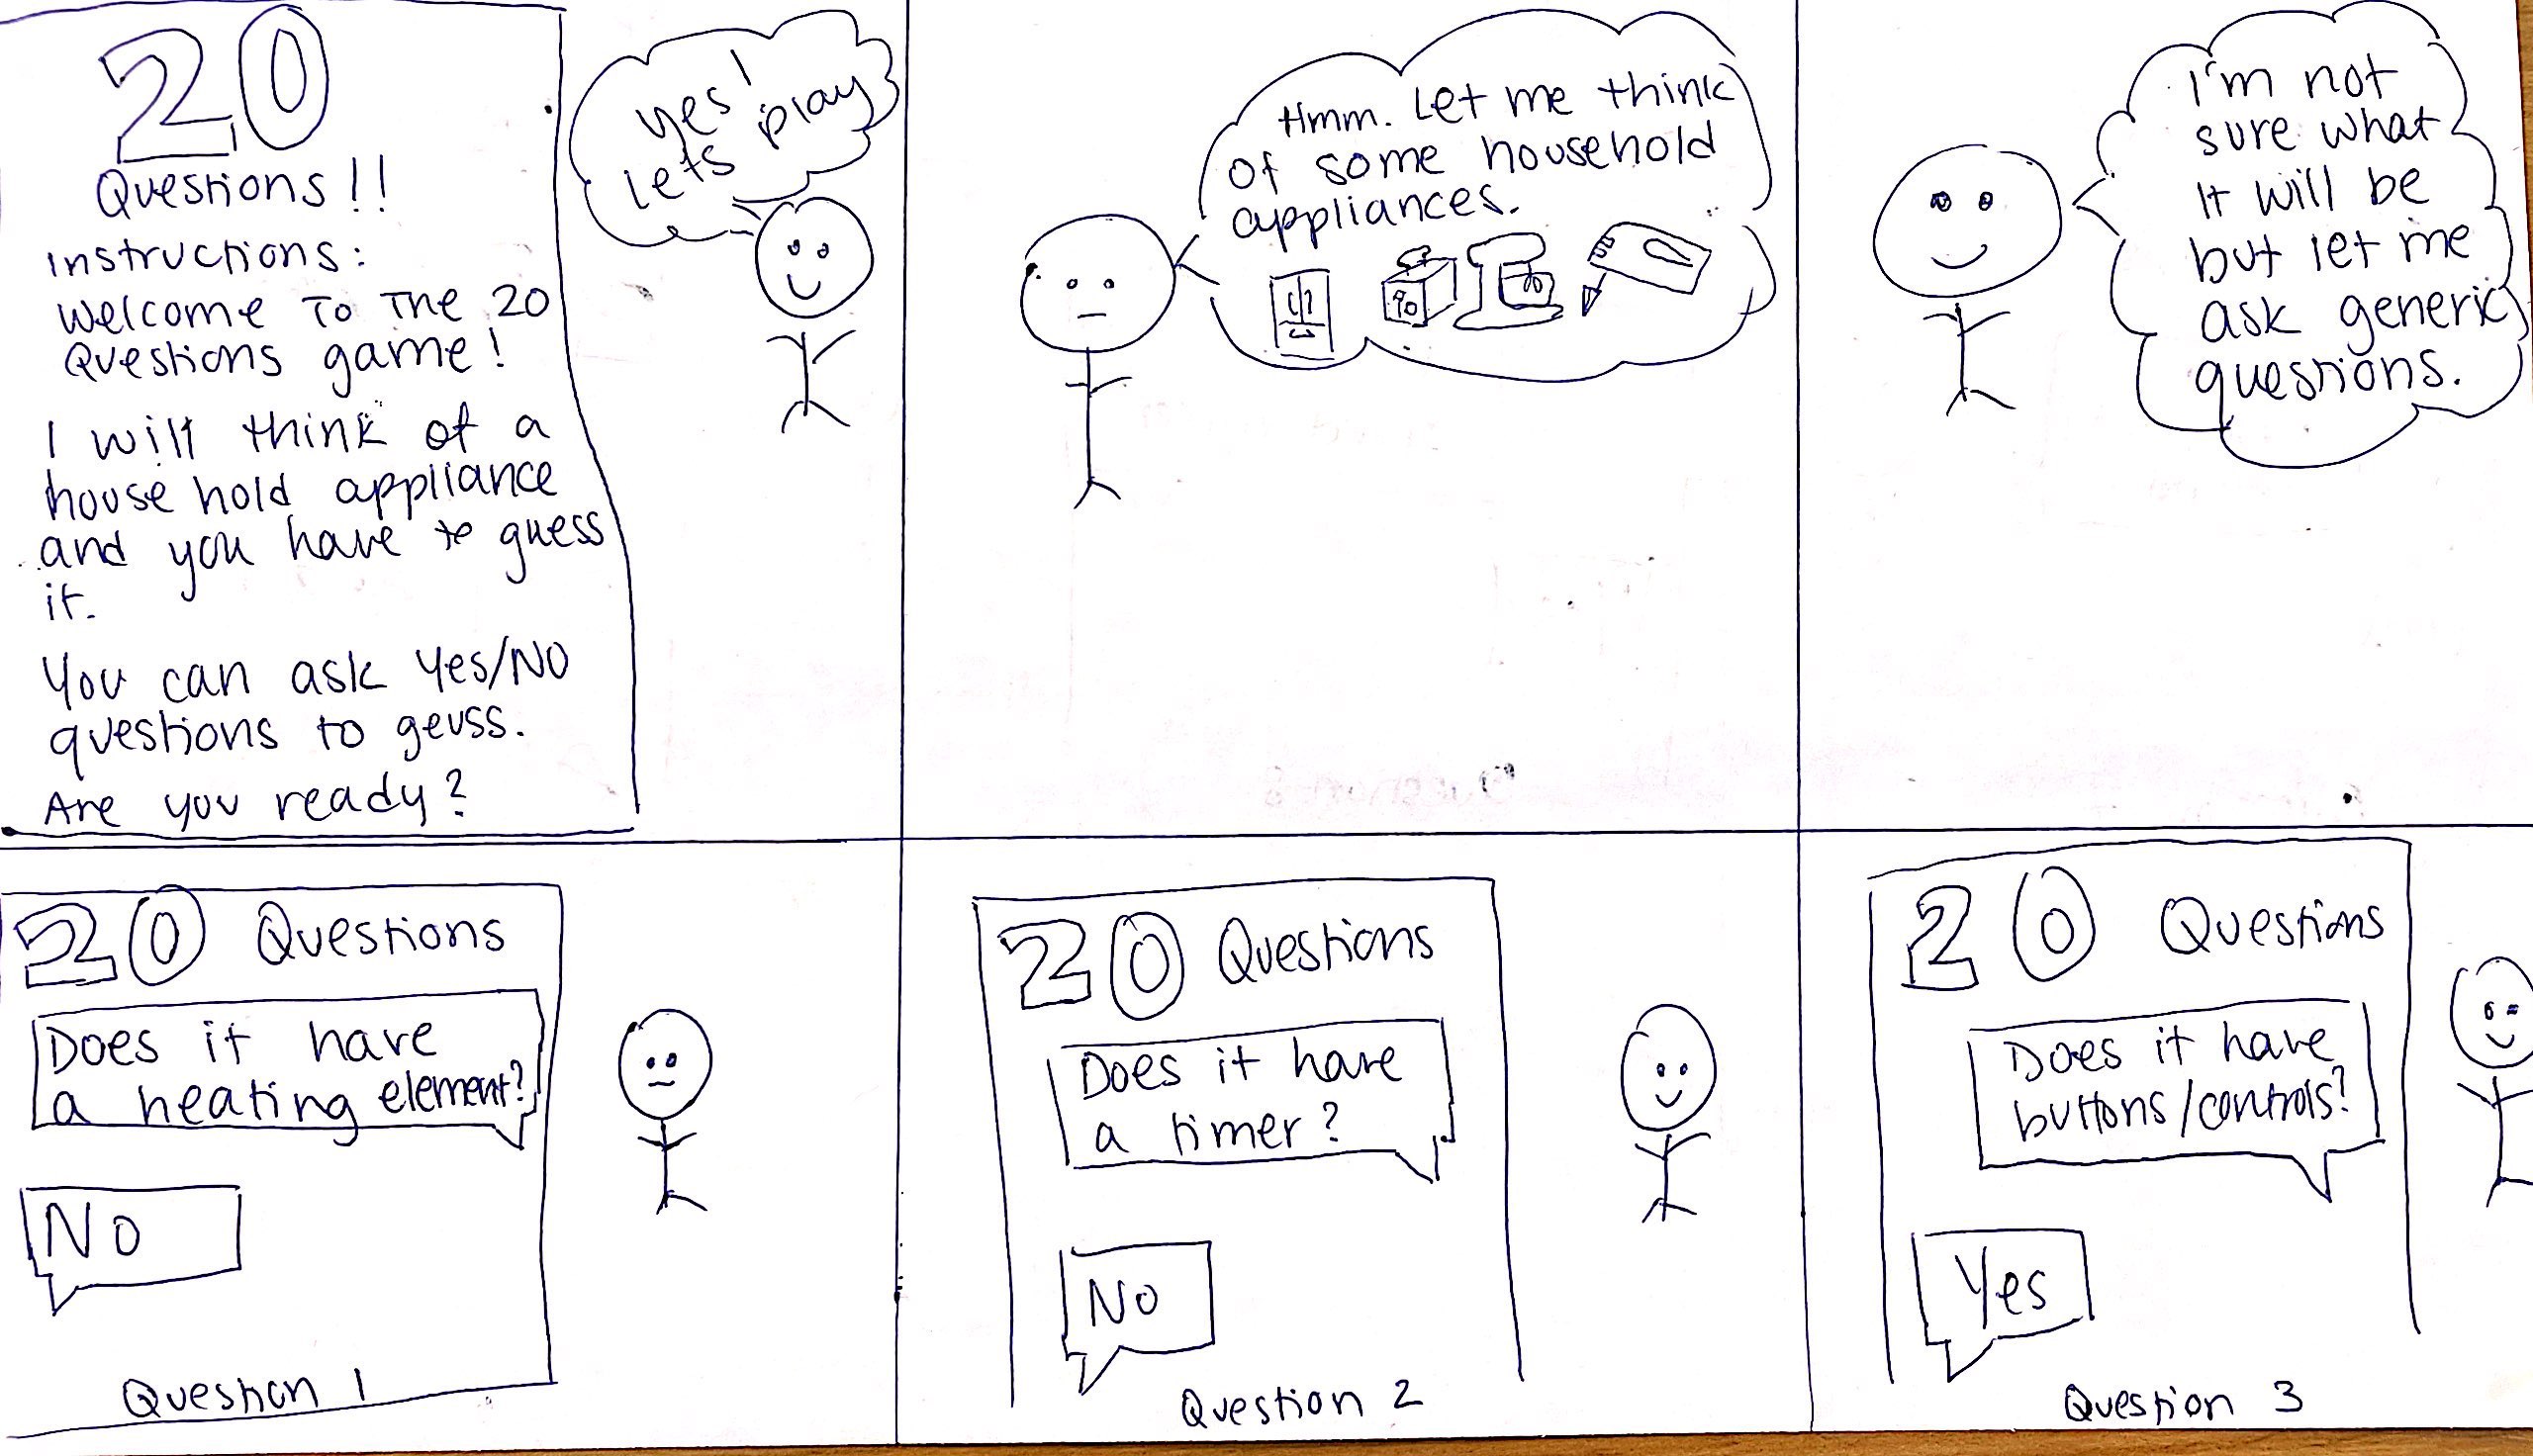 20
Questions!!
Instructions:
Welcome To The 20
Questions game!
I will think of a
house hold appliance
and you have to guess
it.
You can ask Yes/No
questions to geuss.
Are you ready?
yes!
lets play
Hmm. Let me think
of some household
appliances.
I'm not
sure what
it will be
but let me
ask generic
questions.
20 Questions
Does it have
a heating element?
No
Question 1
20 Questions
Does it have
a timer?
No
Question 2
20 Questions
Does it have
buttons/controls?
Yes
Question 3